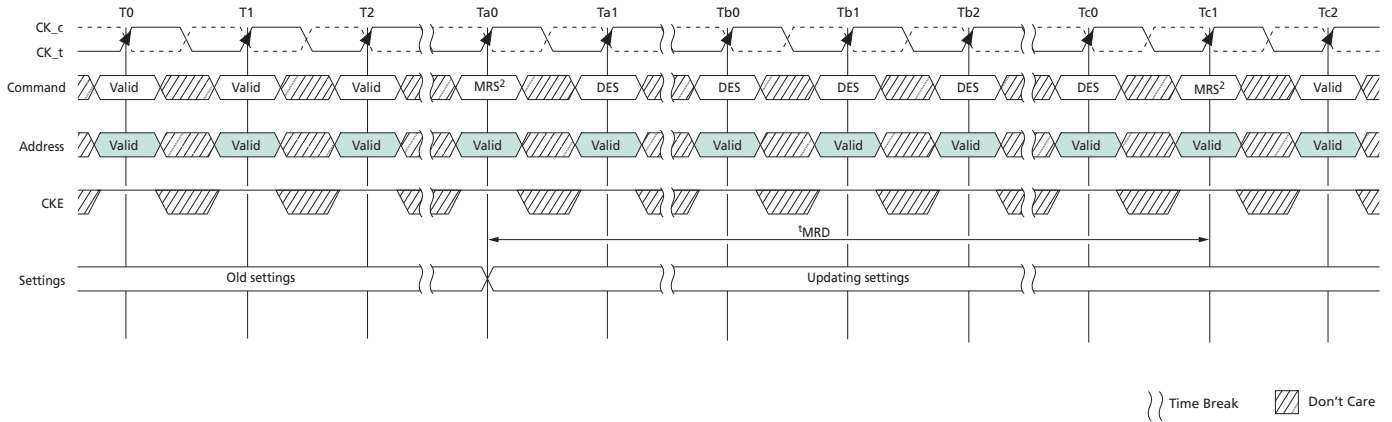 T0 T1 T2 Ta0 Ta1 Tb0 Tb1 Tb2 Tc0 Tc1 Tc2
CK_c
CK_t
Command Valid Valid Valid MRS² DES DES DES DES DES MRS² Valid
Address Valid Valid Valid Valid Valid Valid Valid Valid Valid Valid Valid
CKE
ᵗMRD
Settings Old settings Updating settings
Time Break Don't Care